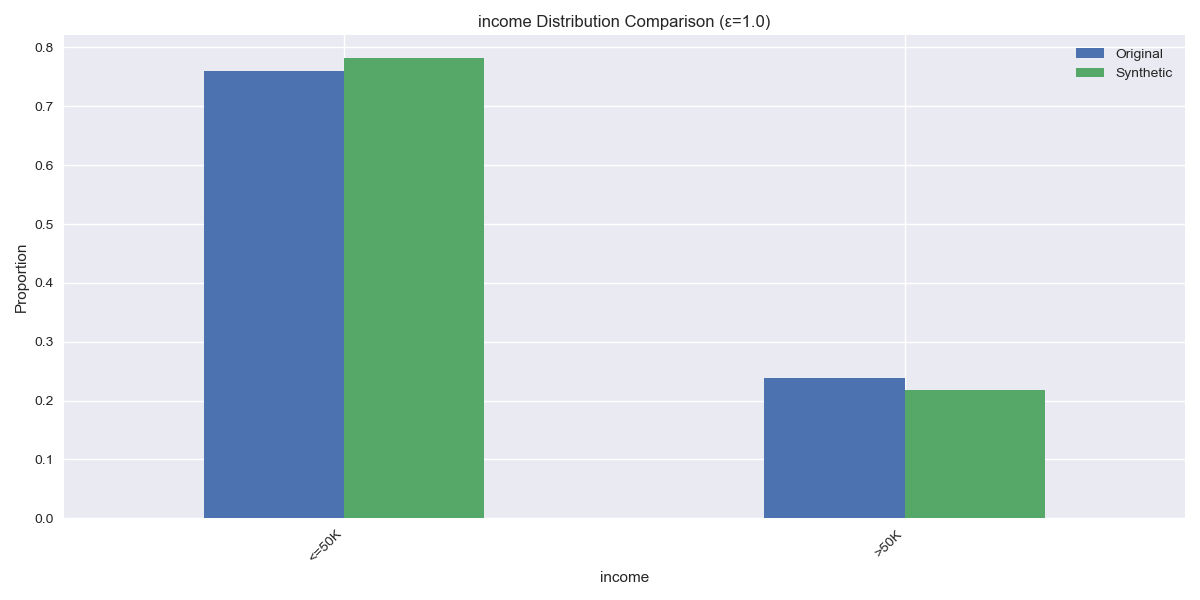 income Distribution Comparison (ε=1.0)
Original
Synthetic
Proportion
0.8
0.7
0.6
0.5
0.4
0.3
0.2
0.1
0.0
<=50K
>50K
income